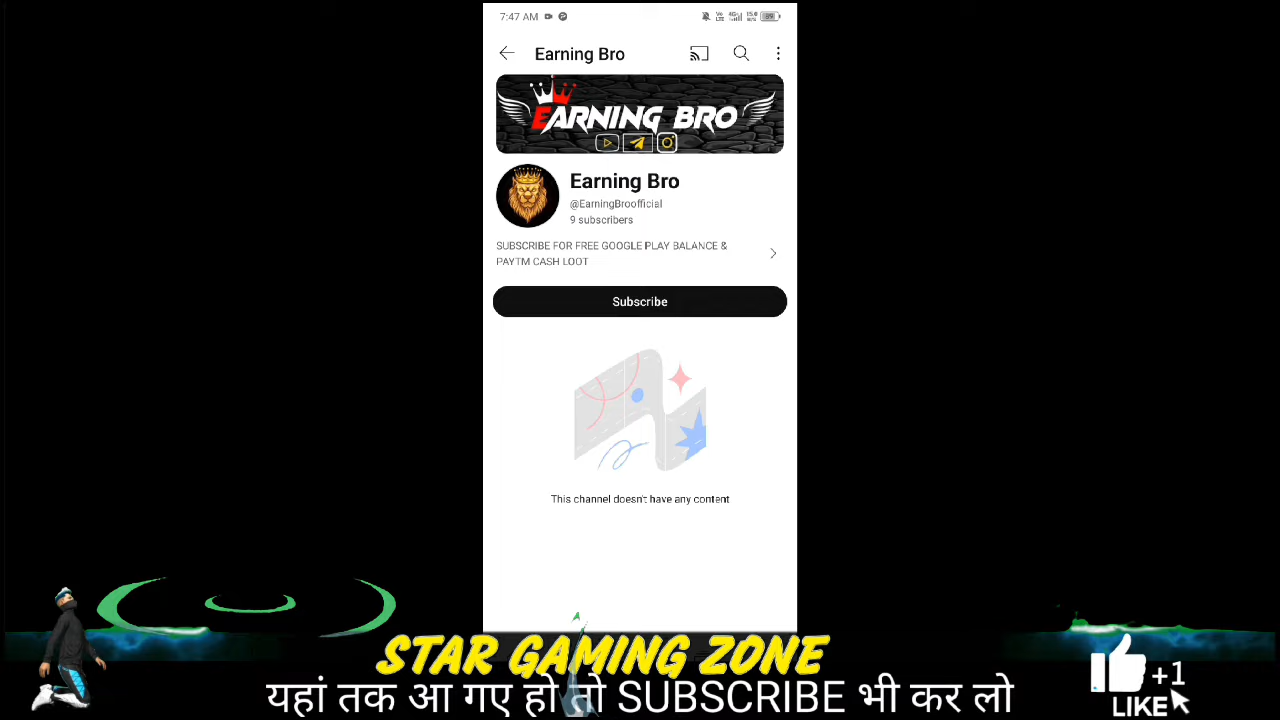 7:47 AM
Earning Bro
EARNING BRO
Earning Bro
@EarningBroofficial
9 subscribers
SUBSCRIBE FOR FREE GOOGLE PLAY BALANCE &
PAYTM CASH LOOT
Subscribe
This channel doesn't have any content
STAR GAMING ZONE
यहां तक आ गए हो तो SUBSCRIBE भी कर लो
+1
LIKE